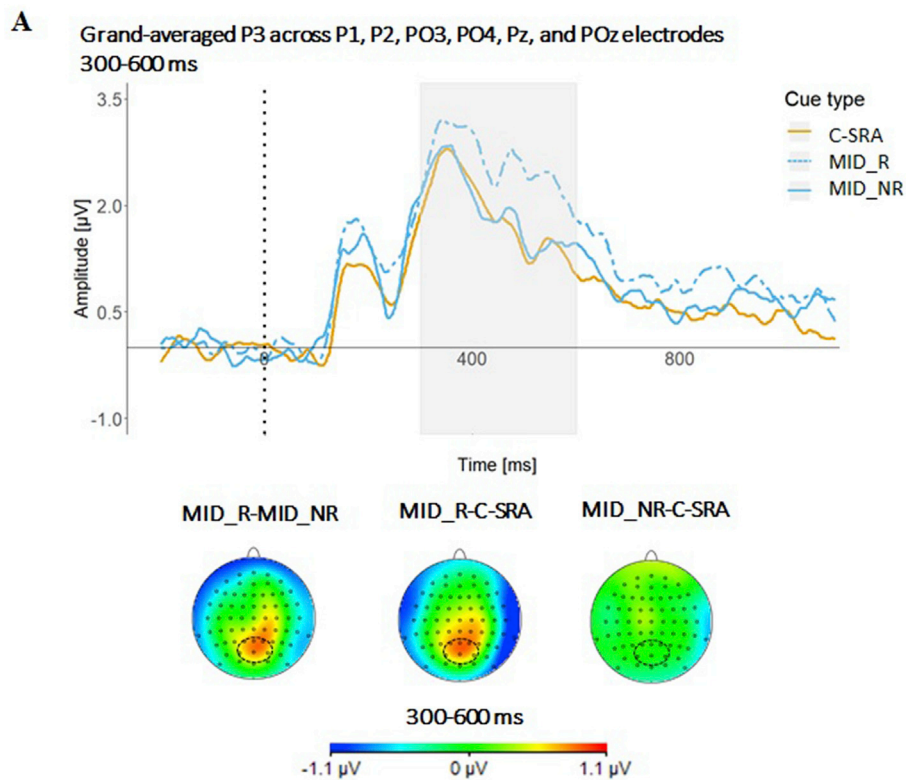 A
Grand-averaged P3 across P1, P2, PO3, PO4, Pz, and POz electrodes
300-600 ms
3.5
2.0
0.5
-1.0
Amplitude [µV]
0
400
800
Time [ms]
Cue type
C-SRA
MID_R
MID_NR
MID_R-MID_NR
MID_R-C-SRA
MID_NR-C-SRA
300-600 ms
-1.1 µV
0 µV
1.1 µV